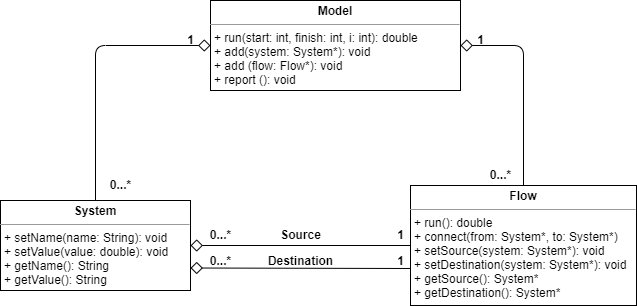 Model
+ run(start: int, finish: int, i: int): double
+ add(system: System*): void
+ add (flow: Flow*): void
+ report (): void
1
1
0...*
0...*
System
+ setName(name: String): void
+ setValue(value: double): void
+ getName(): String
+ getValue(): String
0...* Source 1
0...* Destination 1
Flow
+ run(): double
+ connect(from: System*, to: System*)
+ setSource(system: System*): void
+ setDestination(system: System*): void
+ getSource(): System*
+ getDestination(): System*